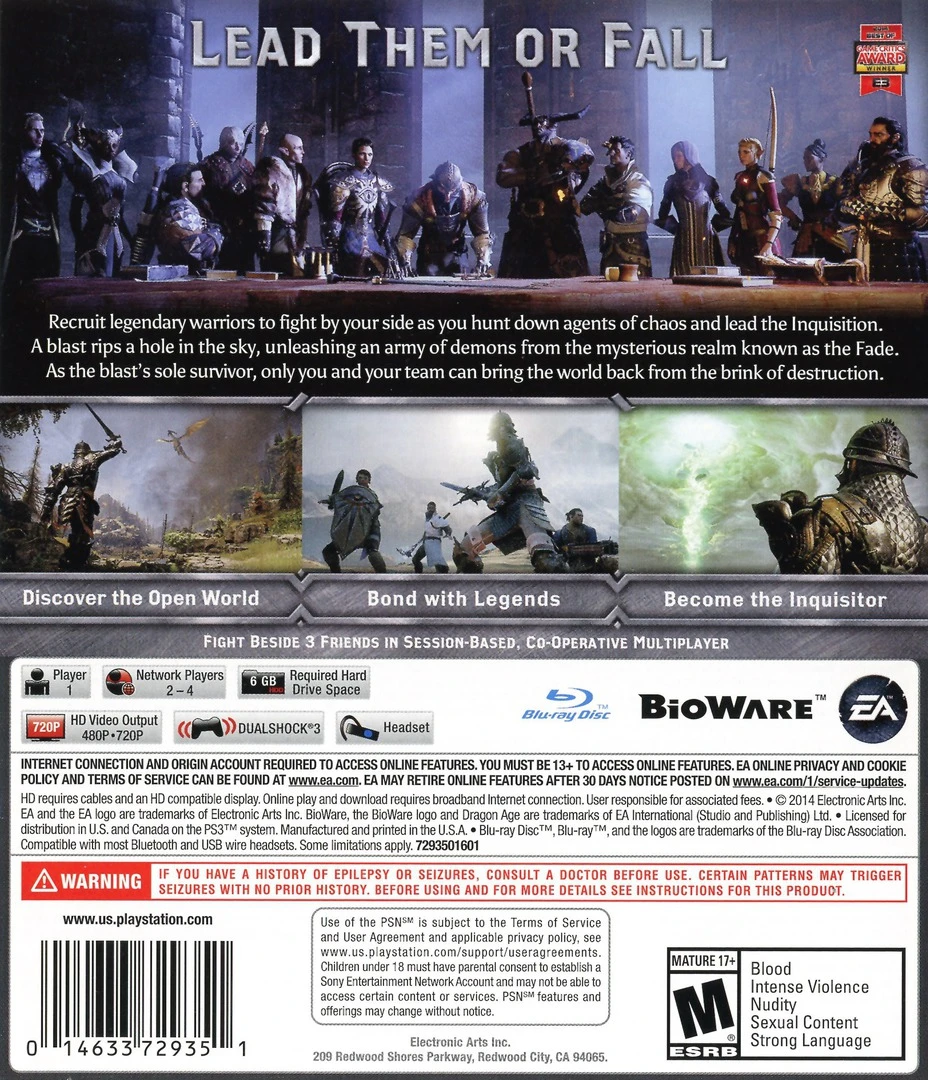 LEAD THEM OR FALL
BEST OF
GAME CRITICS
AWARD
WINNER
E3
Recruit legendary warriors to fight by your side as you hunt down agents of chaos and lead the Inquisition.
A blast rips a hole in the sky, unleashing an army of demons from the mysterious realm known as the Fade.
As the blast's sole survivor, only you and your team can bring the world back from the brink of destruction.
Discover the Open World
Bond with Legends
Become the Inquisitor
FIGHT BESIDE 3 FRIENDS IN SESSION-BASED, CO-OPERATIVE MULTIPLAYER
Player
1
Network Players
2 – 4
6 GB
Required Hard
Drive Space
720P
HD Video Output
480P•720P
DUALSHOCK®3
Headset
Blu-ray Disc™
BIOWARE™
EA
INTERNET CONNECTION AND ORIGIN ACCOUNT REQUIRED TO ACCESS ONLINE FEATURES. YOU MUST BE 13+ TO ACCESS ONLINE FEATURES. EA ONLINE PRIVACY AND COOKIE
POLICY AND TERMS OF SERVICE CAN BE FOUND AT www.ea.com. EA MAY RETIRE ONLINE FEATURES AFTER 30 DAYS NOTICE POSTED ON www.ea.com/1/service-updates.
HD requires cables and an HD compatible display. Online play and download requires broadband Internet connection. User responsible for associated fees. • © 2014 Electronic Arts Inc.
EA and the EA logo are trademarks of Electronic Arts Inc. BioWare, the BioWare logo and Dragon Age are trademarks of EA International (Studio and Publishing) Ltd. • Licensed for
distribution in U.S. and Canada on the PS3™ system. Manufactured and printed in the U.S.A. • Blu-ray Disc™, Blu-ray™, and the logos are trademarks of the Blu-ray Disc Association.
Compatible with most Bluetooth and USB wire headsets. Some limitations apply. 7293501601
WARNING
IF YOU HAVE A HISTORY OF EPILEPSY OR SEIZURES, CONSULT A DOCTOR BEFORE USE. CERTAIN PATTERNS MAY TRIGGER
SEIZURES WITH NO PRIOR HISTORY. BEFORE USING AND FOR MORE DETAILS SEE INSTRUCTIONS FOR THIS PRODUCT.
www.us.playstation.com
0 14633 72935 1
Use of the PSN℠ is subject to the Terms of Service
and User Agreement and applicable privacy policy, see
www.us.playstation.com/support/useragreements.
Children under 18 must have parental consent to establish a
Sony Entertainment Network Account and may not be able to
access certain content or services. PSN℠ features and
offerings may change without notice.
Electronic Arts Inc.
209 Redwood Shores Parkway, Redwood City, CA 94065.
MATURE 17+
M
®
ESRB
Blood
Intense Violence
Nudity
Sexual Content
Strong Language